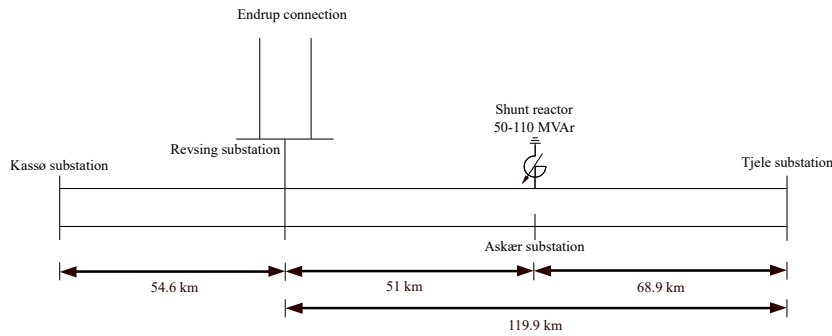 Endrup connection
Shunt reactor
50-110 MVAr
Revsing substation
Kassø substation
Tjele substation
Askær substation
54.6 km
51 km
68.9 km
119.9 km